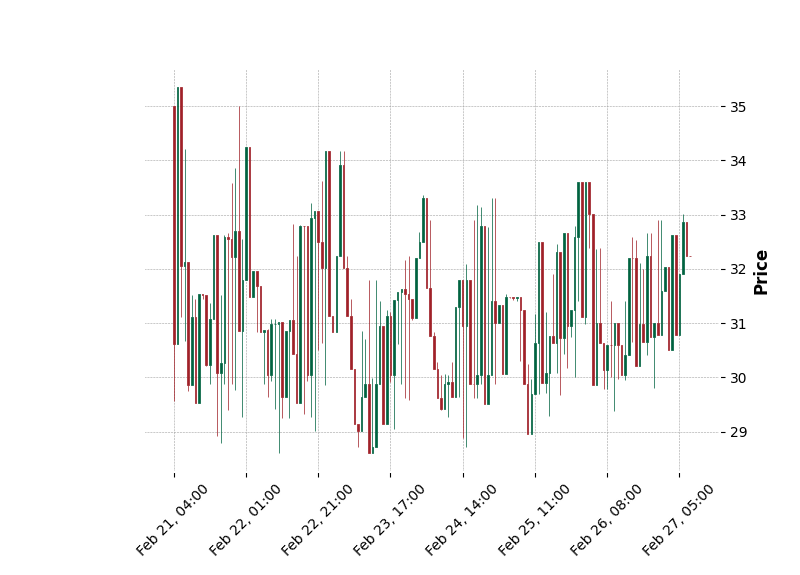 35
34
33
32
31
30
29
Price
Feb 21, 04:00
Feb 22, 01:00
Feb 22, 21:00
Feb 23, 17:00
Feb 24, 14:00
Feb 25, 11:00
Feb 26, 08:00
Feb 27, 05:00